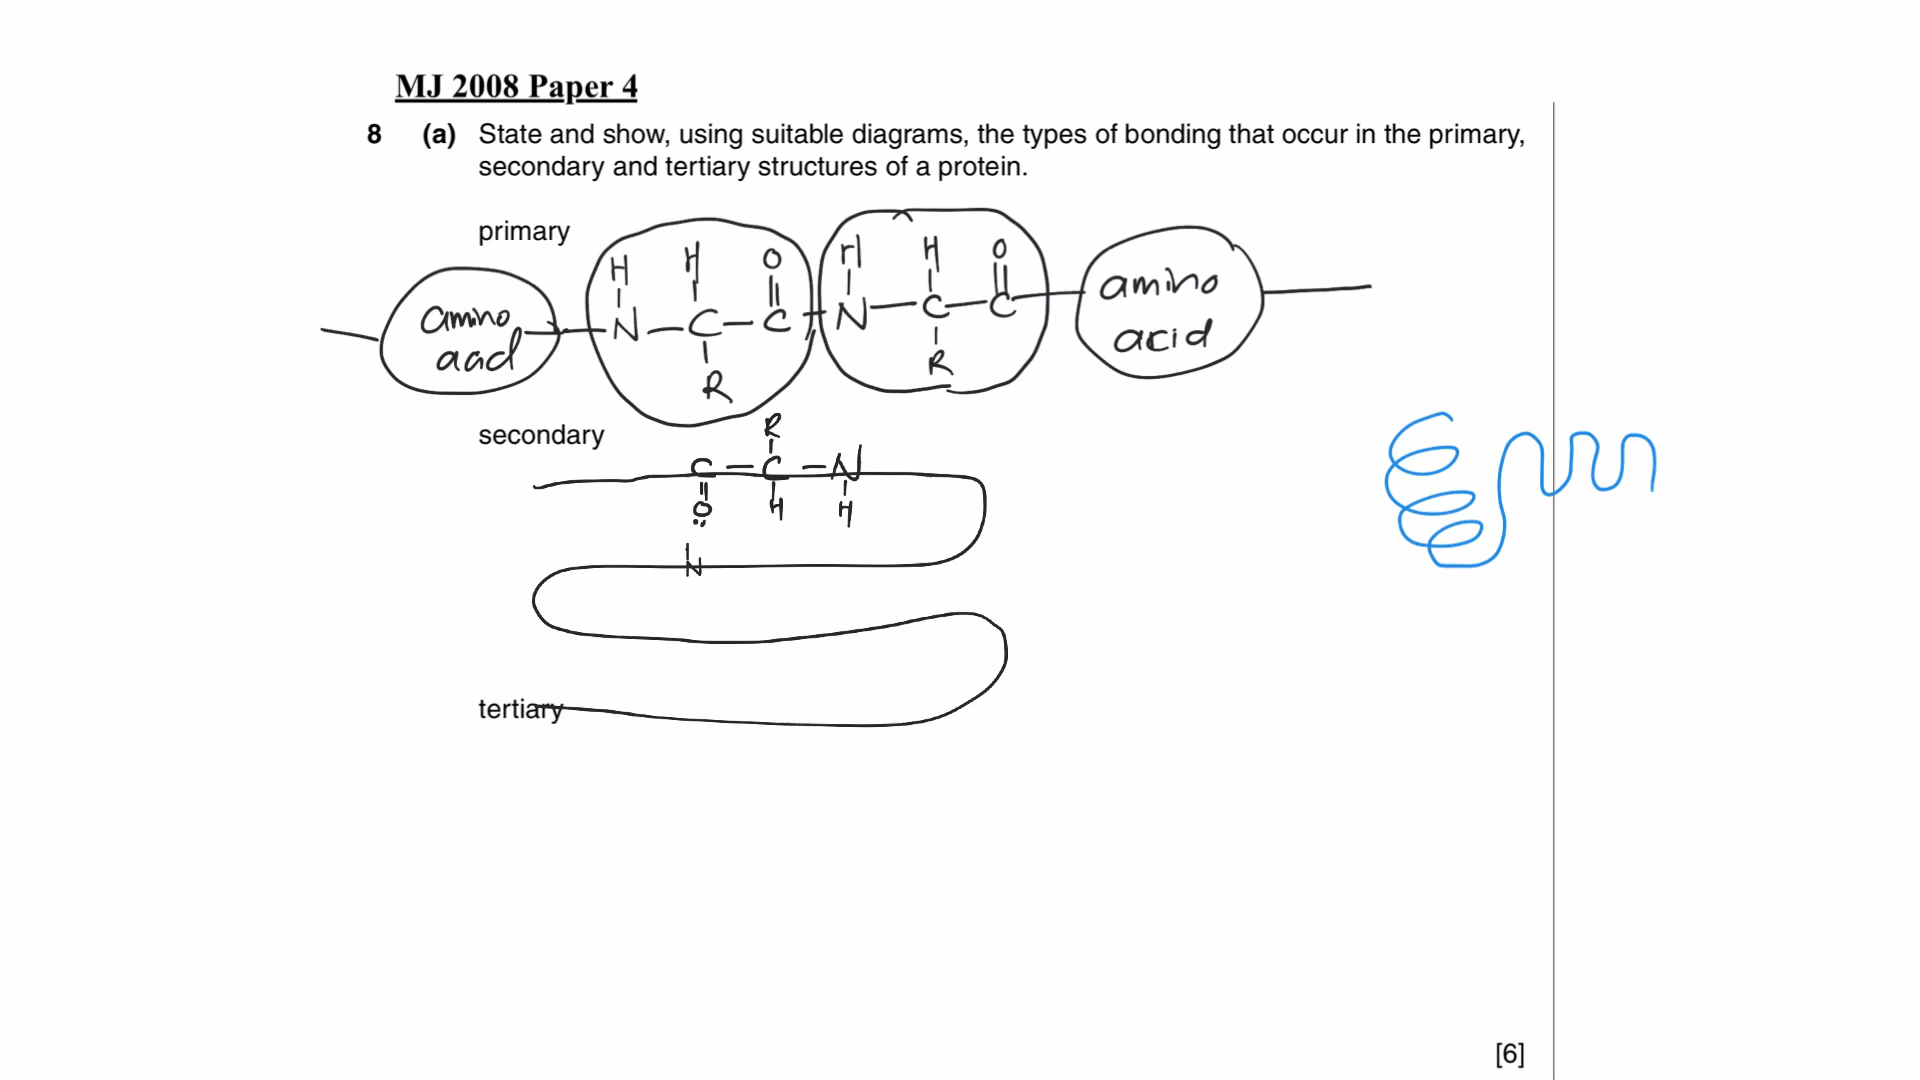 MJ 2008 Paper 4
8 (a) State and show, using suitable diagrams, the types of bonding that occur in the primary,
secondary and tertiary structures of a protein.
primary
H H O H H O
amino acid N C C N C C amino acid
R R
secondary
R
C C N
O H H
N
tertiary
[6]